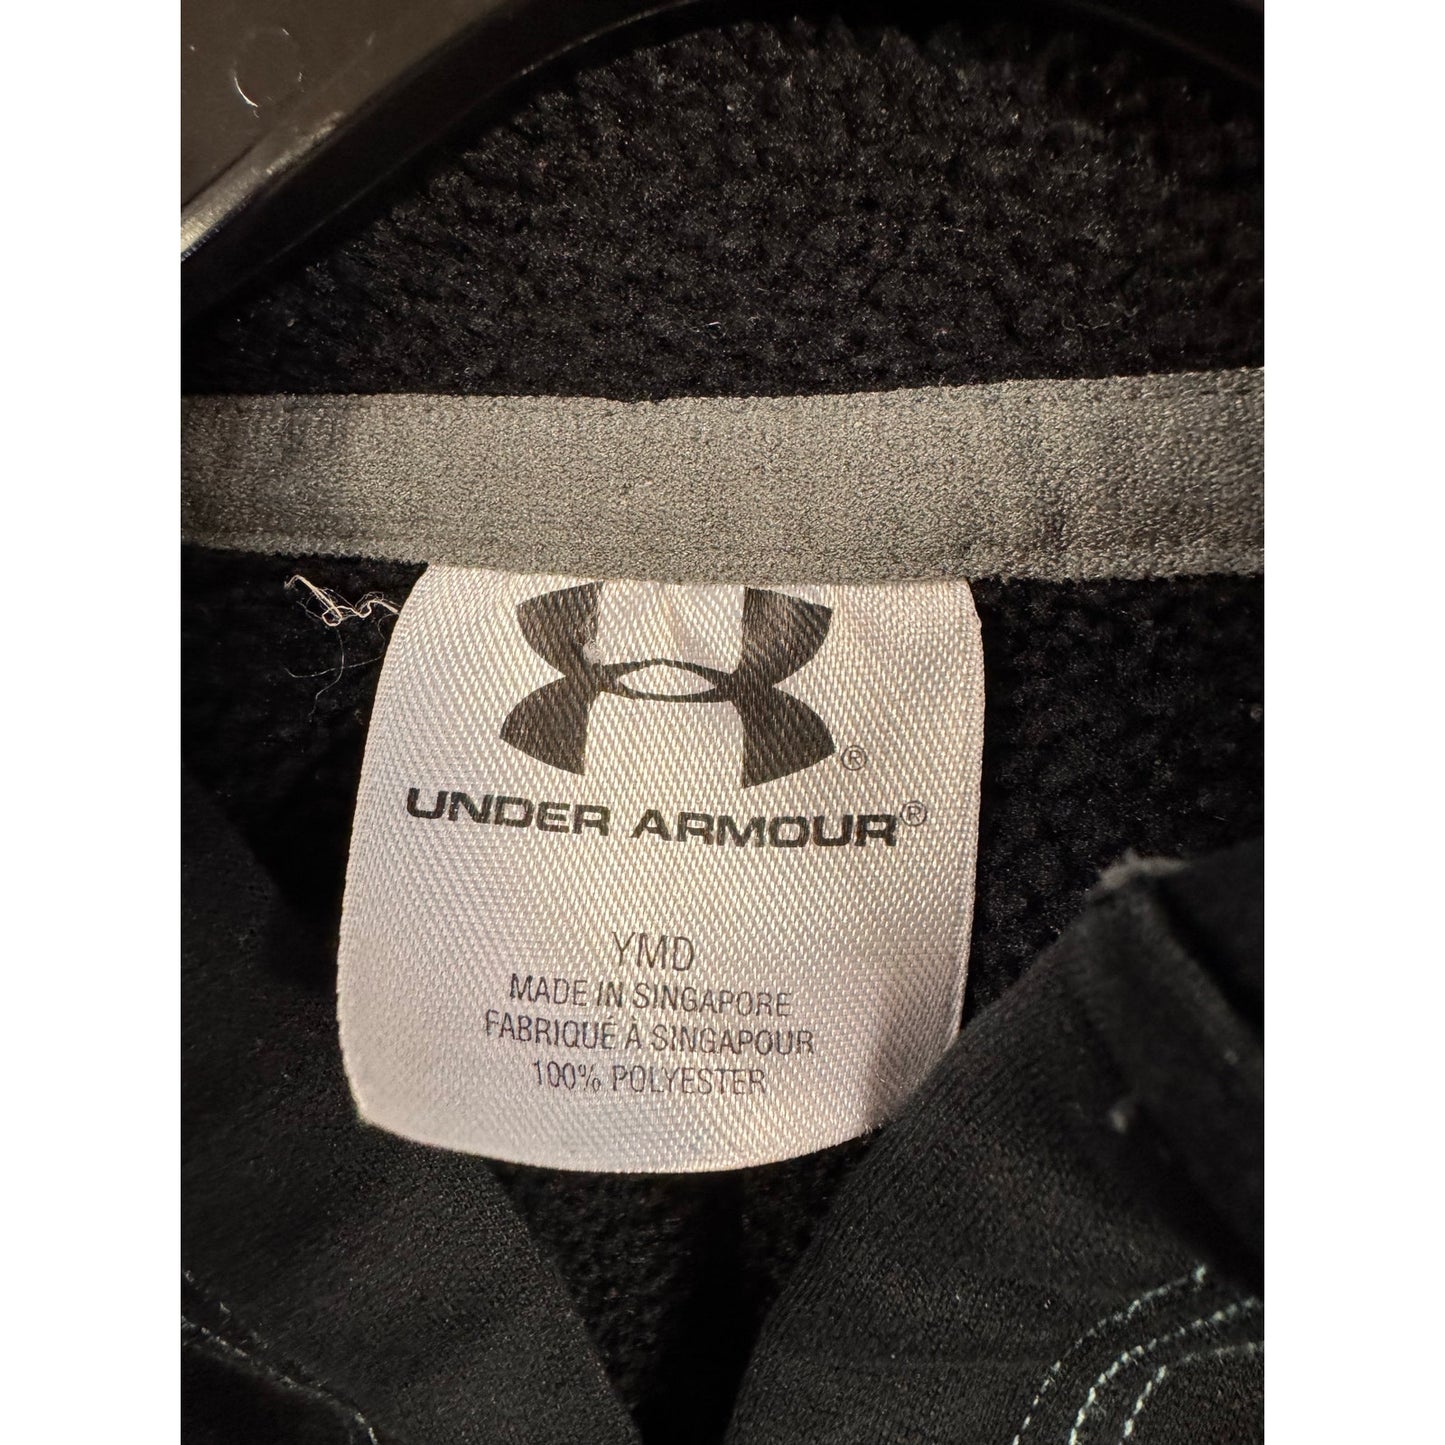 ®
UNDER ARMOUR®
YMD
MADE IN SINGAPORE
FABRIQUÉ À SINGAPOUR
100% POLYESTER